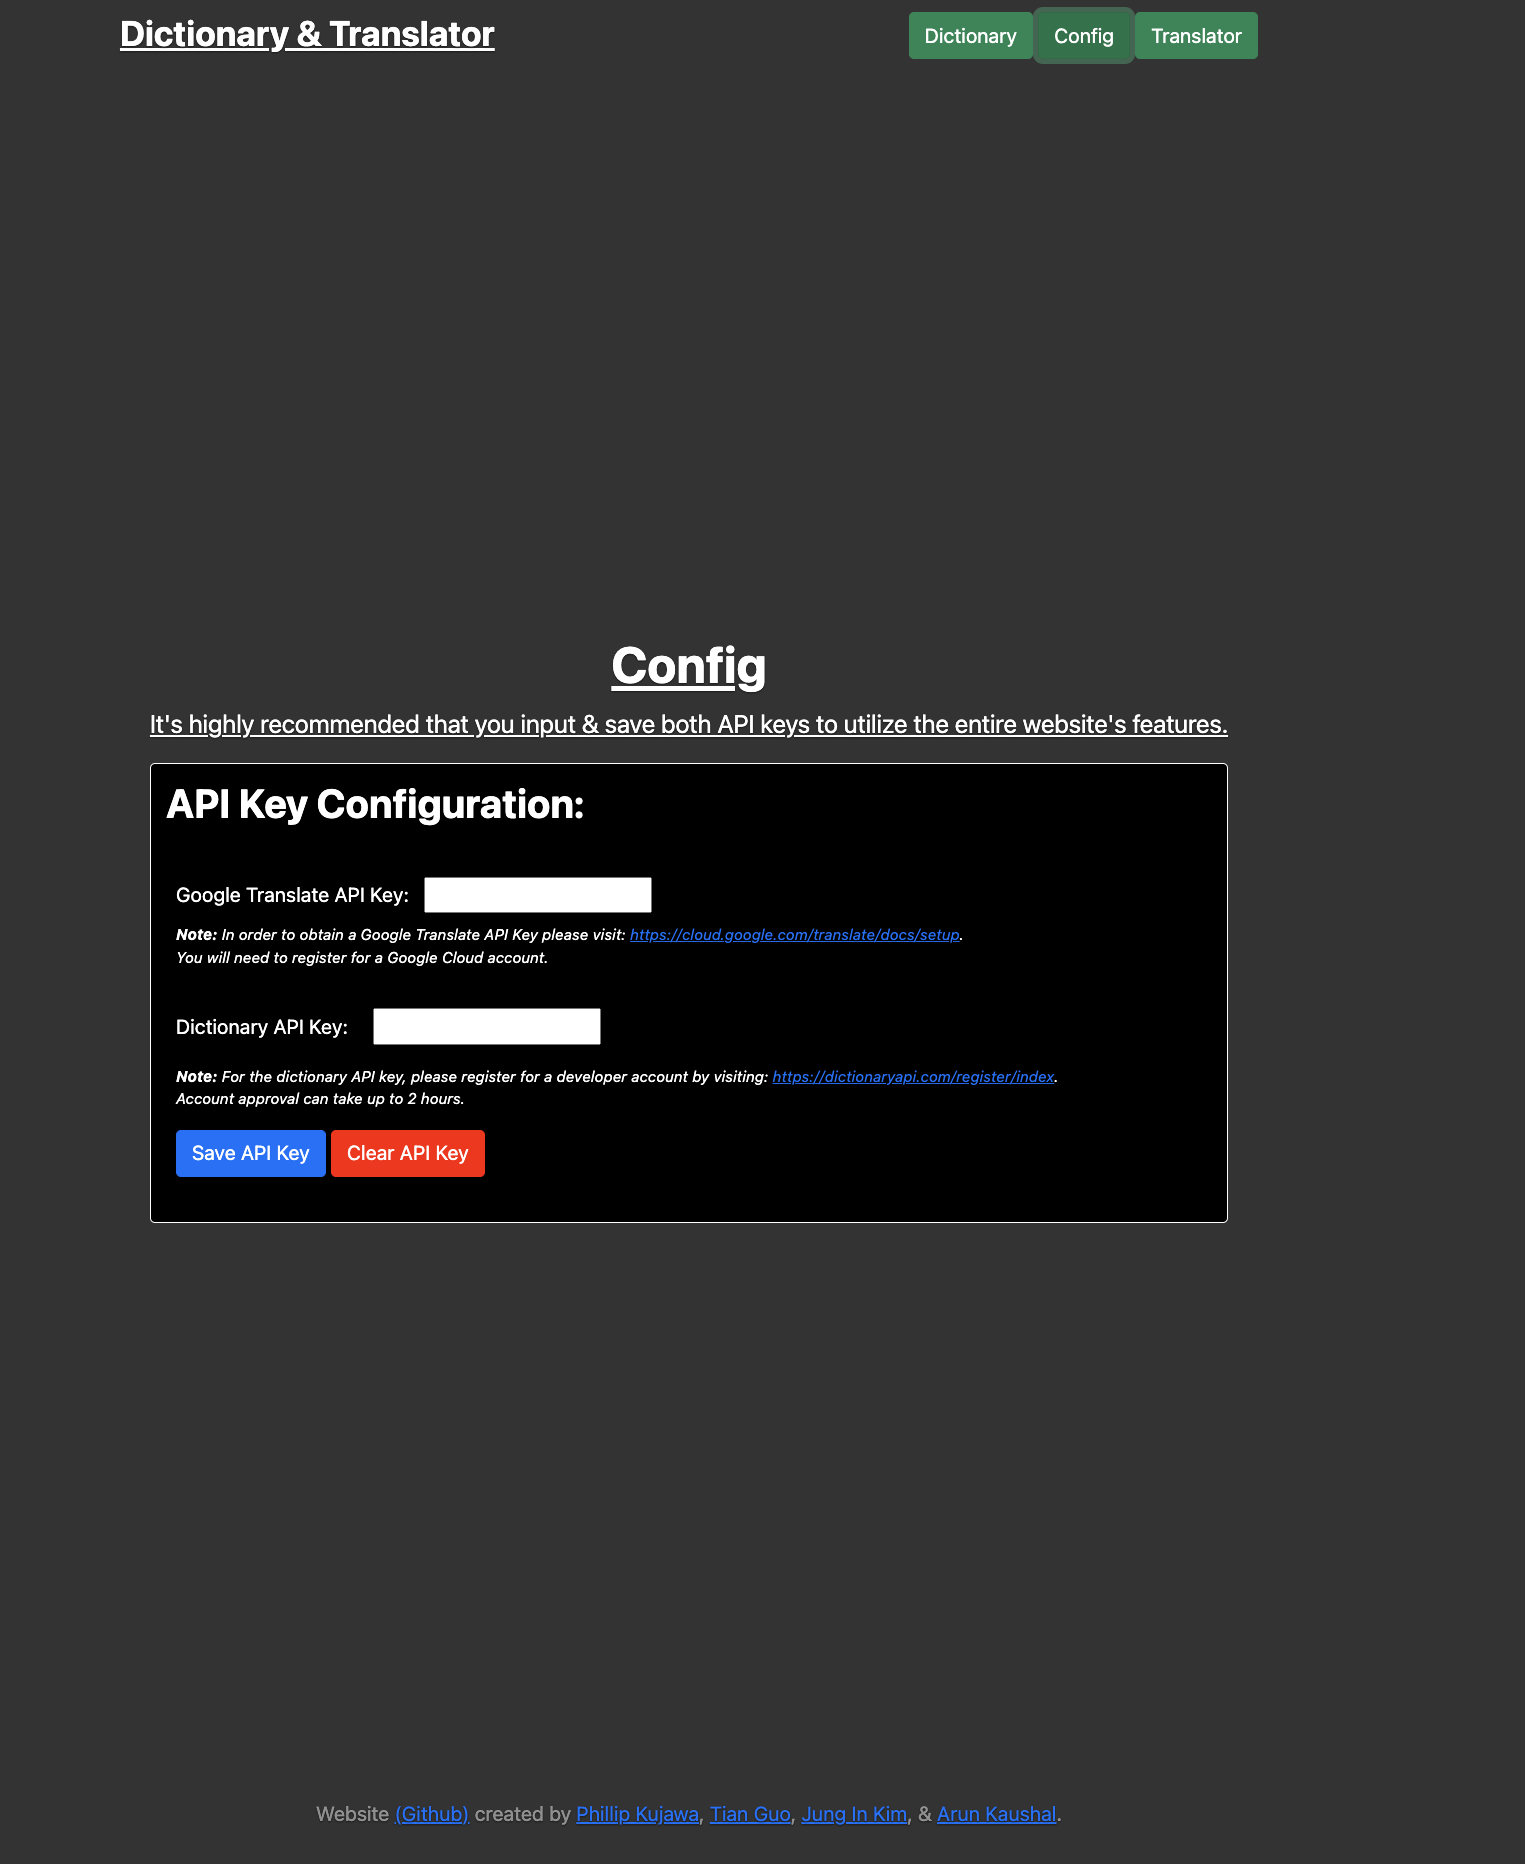 Dictionary & Translator
Dictionary
Config
Translator
Config
It's highly recommended that you input & save both API keys to utilize the entire website's features.
API Key Configuration:
Google Translate API Key:
Note: In order to obtain a Google Translate API Key please visit: https://cloud.google.com/translate/docs/setup.
You will need to register for a Google Cloud account.
Dictionary API Key:
Note: For the dictionary API key, please register for a developer account by visiting: https://dictionaryapi.com/register/index.
Account approval can take up to 2 hours.
Save API Key
Clear API Key
Website (Github) created by Phillip Kujawa, Tian Guo, Jung In Kim, & Arun Kaushal.